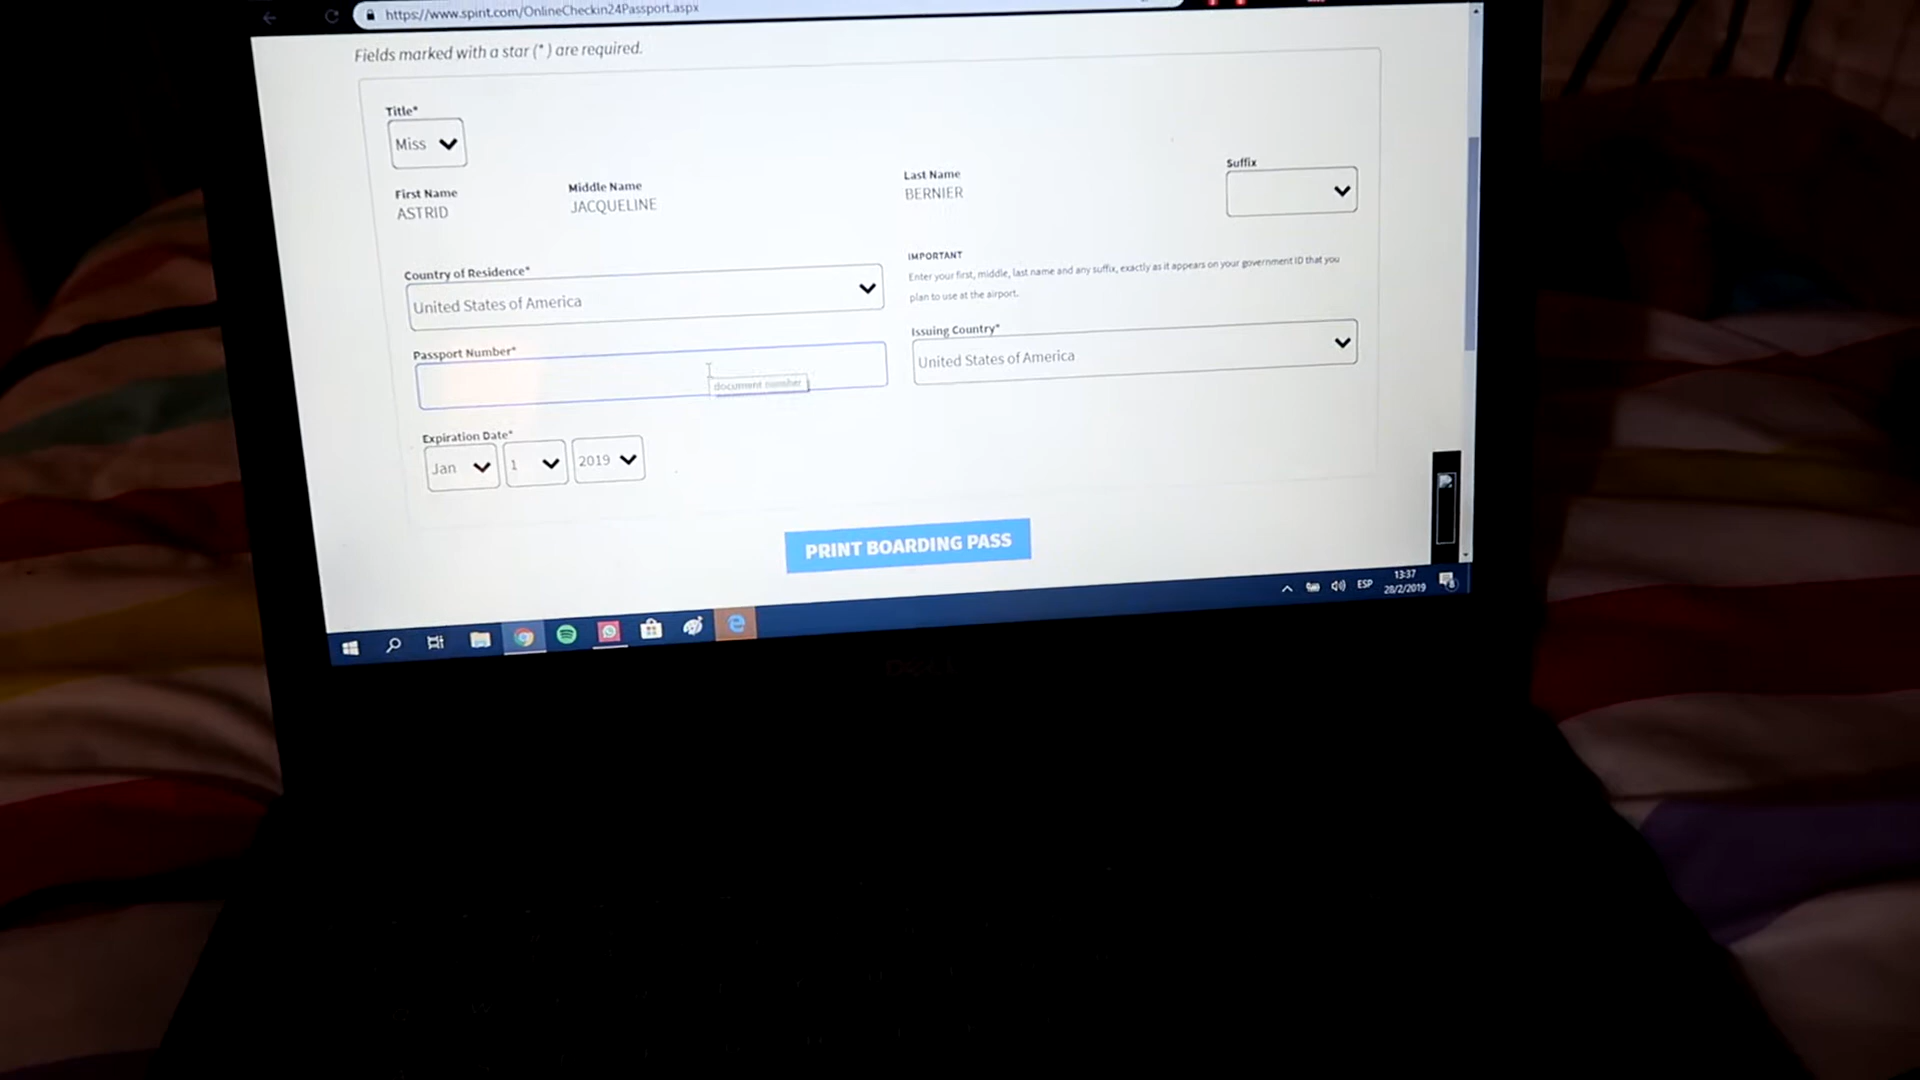 https://www.spint.com/OnlineCheckin24Passport.aspx
Fields marked with a star (*) are required.
Title*
Miss
First Name
Middle Name
Last Name
Suffix
ASTRID
JACQUELINE
BERNIER
Country of Residence*
United States of America
IMPORTANT
Enter your first, middle, last name and any suffix, exactly as it appears on your government ID that you
plan to use at the airport.
Passport Number*
document number
Issuing Country*
United States of America
Expiration Date*
Jan
1
2019
PRINT BOARDING PASS
ESP
13:37
28/2/2019
DELL